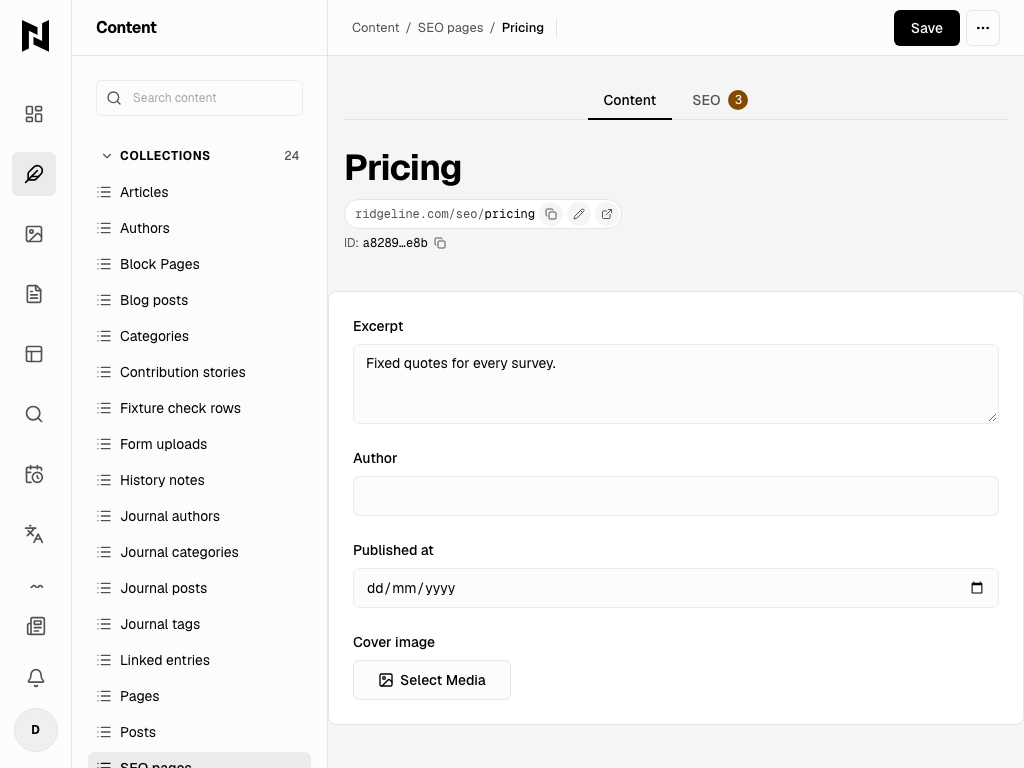 Content
Content / SEO pages / Pricing
Save
Search content
COLLECTIONS 24
Articles
Authors
Block Pages
Blog posts
Categories
Contribution stories
Fixture check rows
Form uploads
History notes
Journal authors
Journal categories
Journal posts
Journal tags
Linked entries
Pages
Posts
SEO pages
D
Content
SEO 3
Pricing
ridgeline.com/seo/pricing
ID: a8289…e8b
Excerpt
Fixed quotes for every survey.
Author
Published at
dd/mm/yyyy
Cover image
Select Media